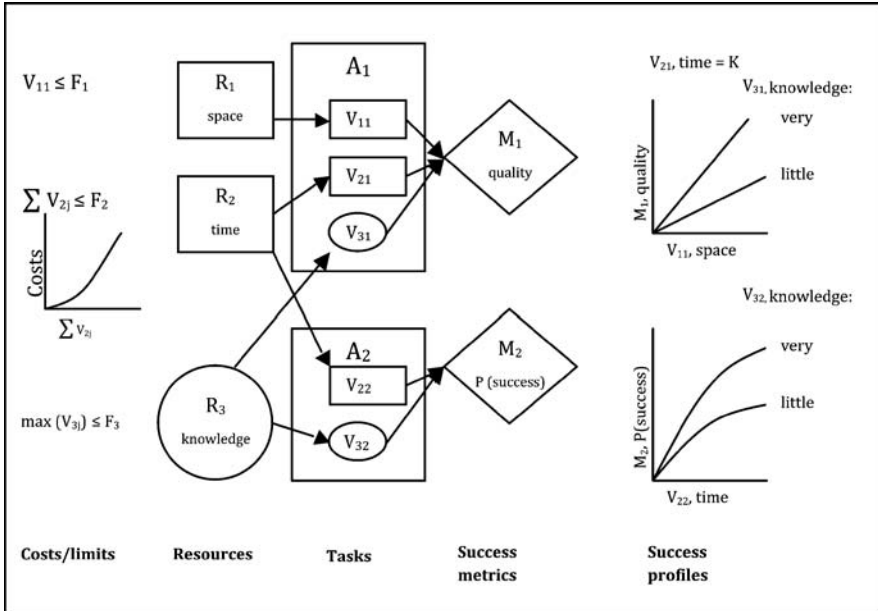 V₁₁ ≤ F₁
∑ V₂ⱼ ≤ F₂
Costs
∑ V₂ⱼ
max (V₃ⱼ) ≤ F₃
Costs/limits
R₁
space
R₂
time
R₃
knowledge
Resources
A₁
V₁₁
V₂₁
V₃₁
A₂
V₂₂
V₃₂
Tasks
M₁
quality
M₂
P (success)
Success
metrics
V₂₁, time = K
V₃₁, knowledge:
very
little
M₁, quality
V₁₁, space
V₃₂, knowledge:
very
little
M₂, P(success)
V₂₂, time
Success
profiles